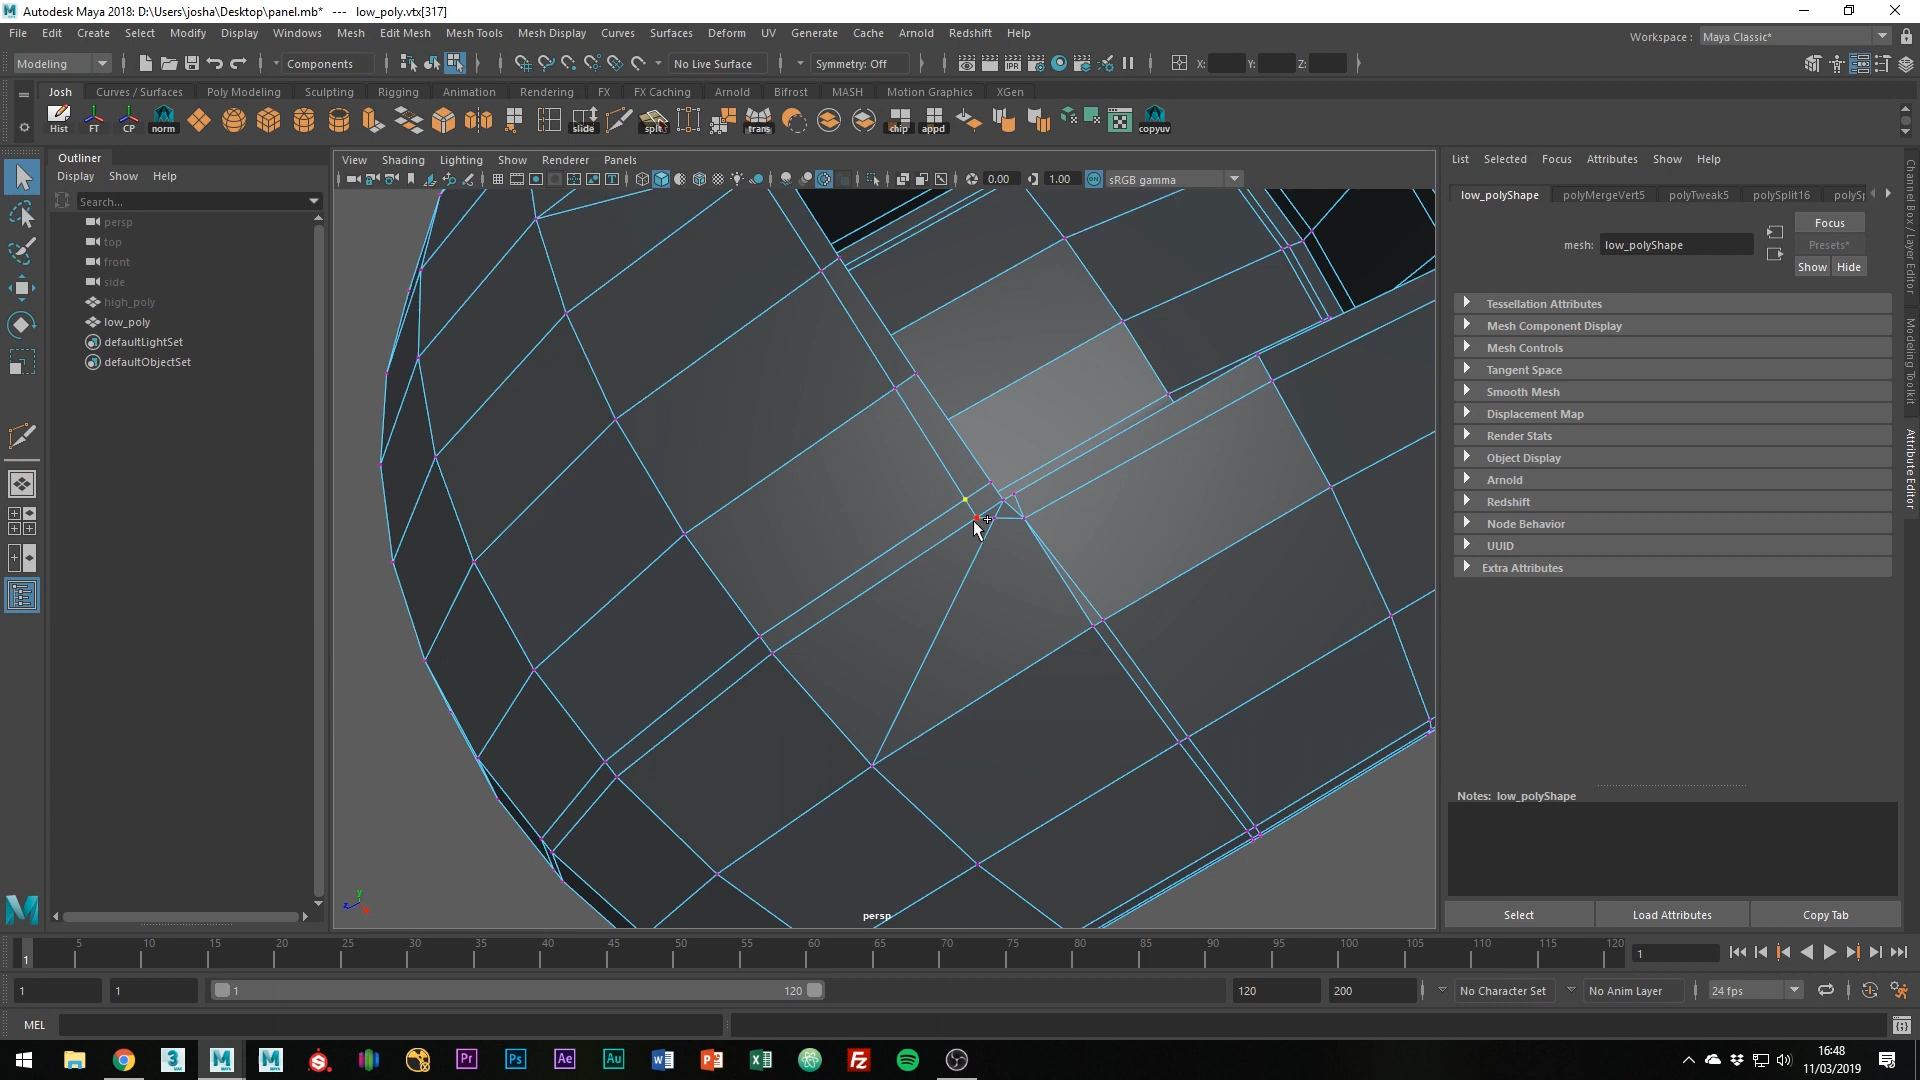 Autodesk Maya 2018: D:\Users\josha\Desktop\panel.mb* --- low_poly.vtx[317]
File Edit Create Select Modify Display Windows Mesh Edit Mesh Mesh Tools Mesh Display Curves Surfaces Deform UV Generate Cache Arnold Redshift Help
Workspace : Maya Classic*
Modeling Components No Live Surface Symmetry: Off X: Y: Z:
Josh Curves / Surfaces Poly Modeling Sculpting Rigging Animation Rendering FX FX Caching Arnold Bifrost MASH Motion Graphics XGen
Hist FT CP norm slide split trans chip appd copyuv
Outliner
Display Show Help
Search...
persp
top
front
side
high_poly
low_poly
defaultLightSet
defaultObjectSet
View Shading Lighting Show Renderer Panels
0.00 1.00 sRGB gamma
persp
List Selected Focus Attributes Show Help
low_polyShape polyMergeVert5 polyTweak5 polySplit16
mesh: low_polyShape
Focus
Presets*
Show Hide
Tessellation Attributes
Mesh Component Display
Mesh Controls
Tangent Space
Smooth Mesh
Displacement Map
Render Stats
Object Display
Arnold
Redshift
Node Behavior
UUID
Extra Attributes
Notes: low_polyShape
Select Load Attributes Copy Tab
Channel Box / Layer Editor
Modeling Toolkit
Attribute Editor
1 5 10 15 20 25 30 35 40 45 50 55 60 65 70 75 80 85 90 95 100 105 110 115 120 1
1 1 1 120 120 200 No Character Set No Anim Layer 24 fps
MEL
16:48
11/03/2019